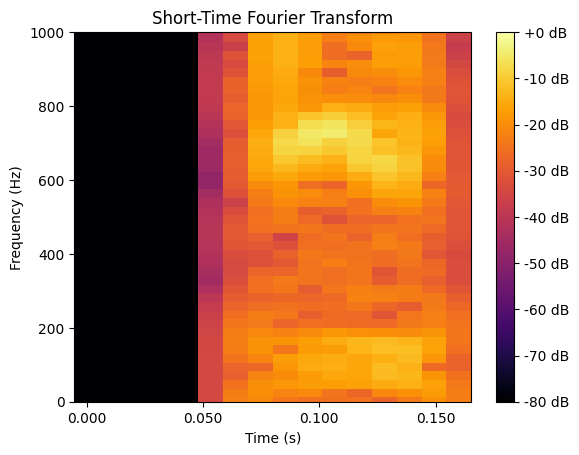 Short-Time Fourier Transform
1000
800
600
400
200
0
Frequency (Hz)
0.000
0.050
0.100
0.150
Time (s)
+0 dB
-10 dB
-20 dB
-30 dB
-40 dB
-50 dB
-60 dB
-70 dB
-80 dB